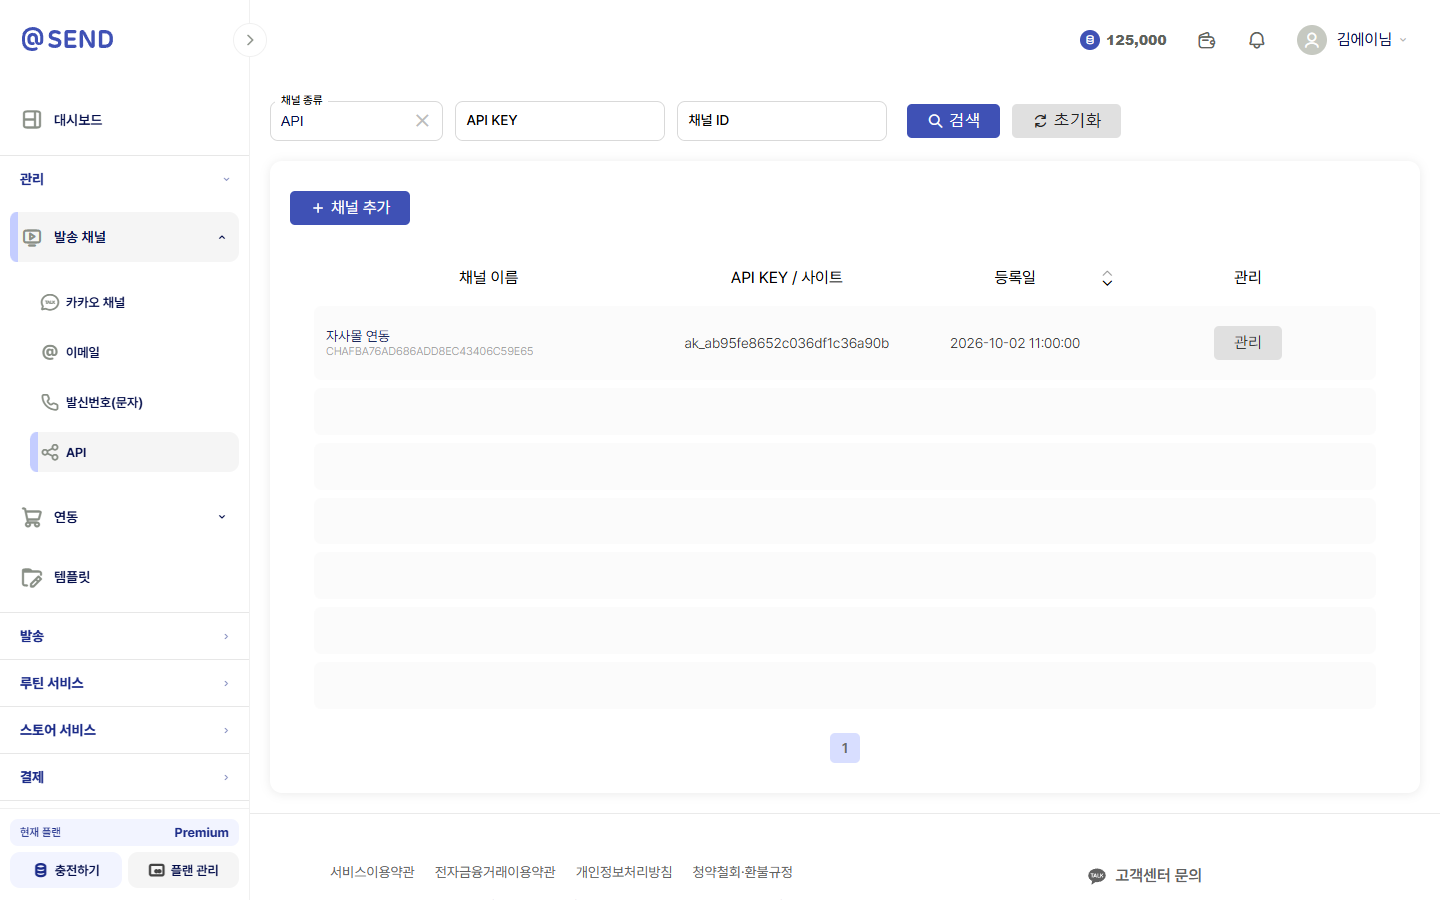 @SEND
125,000
김에이님
대시보드
관리
발송 채널
카카오 채널
이메일
발신번호(문자)
API
연동
템플릿
발송
루틴 서비스
스토어 서비스
결제
현재 플랜 Premium
충전하기 플랜 관리
채널 종류
API
API KEY
채널 ID
검색
초기화
+ 채널 추가
채널 이름 API KEY / 사이트 등록일 관리
자사몰 연동
CHAFBA76AD686ADD8EC43406C59E65
ak_ab95fe8652c036df1c36a90b
2026-10-02 11:00:00
관리
1
서비스이용약관 전자금융거래이용약관 개인정보처리방침 청약철회·환불규정
TALK 고객센터 문의